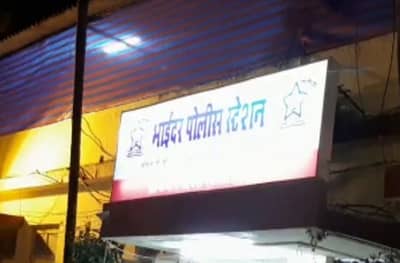 भाईंदर पोलीस स्टेशन